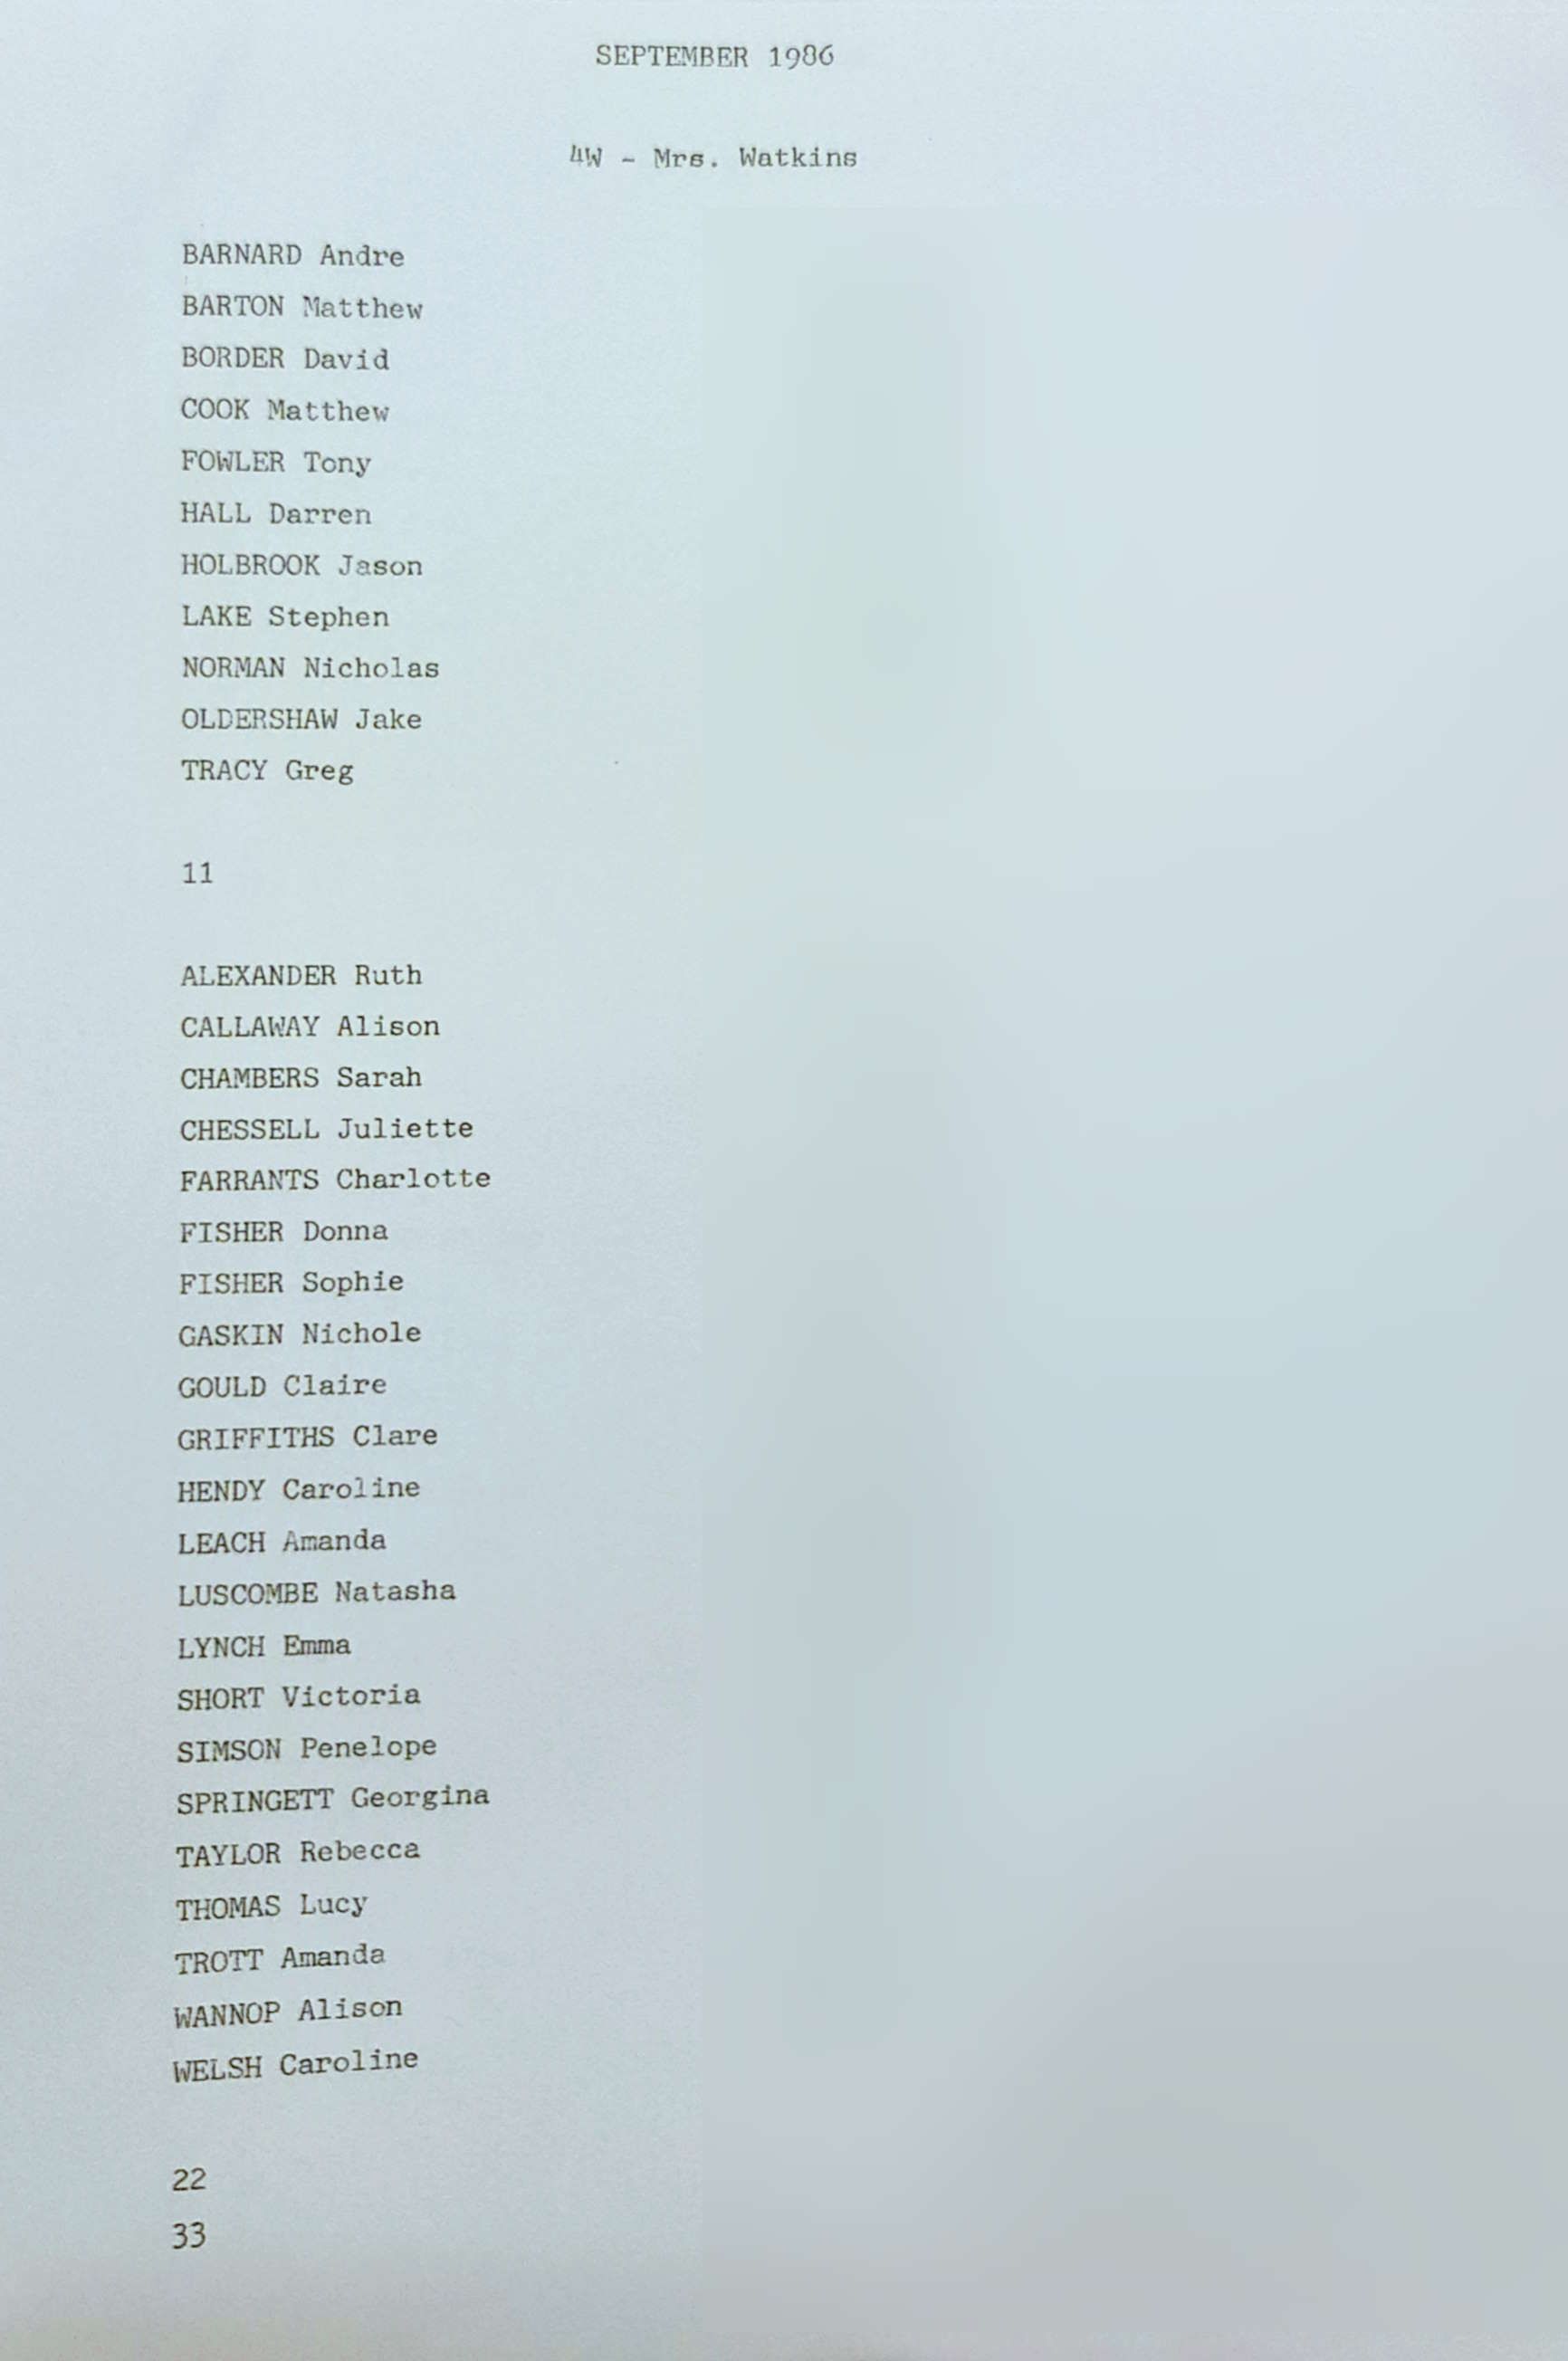 SEPTEMBER 1986
4W - Mrs. Watkins
BARNARD Andre
BARTON Matthew
BORDER David
COOK Matthew
FOWLER Tony
HALL Darren
HOLBROOK Jason
LAKE Stephen
NORMAN Nicholas
OLDERSHAW Jake
TRACY Greg
11
ALEXANDER Ruth
CALLAWAY Alison
CHAMBERS Sarah
CHESSELL Juliette
FARRANTS Charlotte
FISHER Donna
FISHER Sophie
GASKIN Nichole
GOULD Claire
GRIFFITHS Clare
HENDY Caroline
LEACH Amanda
LUSCOMBE Natasha
LYNCH Emma
SHORT Victoria
SIMSON Penelope
SPRINGETT Georgina
TAYLOR Rebecca
THOMAS Lucy
TROTT Amanda
WANNOP Alison
WELSH Caroline
22
33